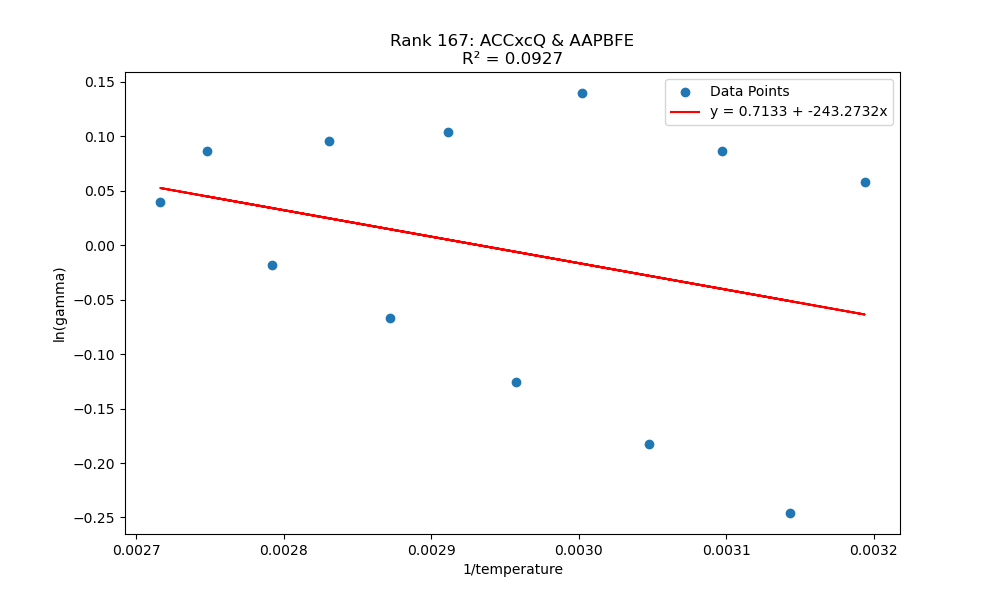 Rank 167: ACCxcQ & AAPBFE
R² = 0.0927
Data Points
y = 0.7133 + -243.2732x
0.15
0.10
0.05
0.00
−0.05
−0.10
−0.15
−0.20
−0.25
ln(gamma)
0.0027 0.0028 0.0029 0.0030 0.0031 0.0032
1/temperature